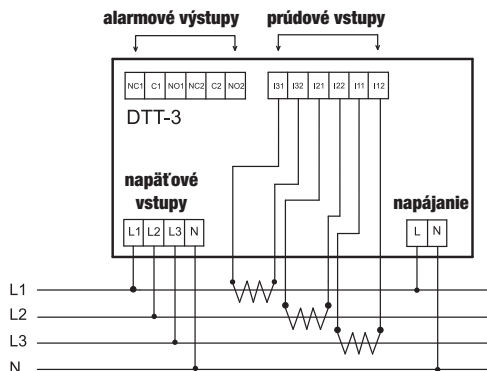 alarmové výstupy prúdové vstupy
NC1 C1 NO1 NC2 C2 NO2 I31 I32 I21 I22 I11 I12
DTT-3
napäťové
vstupy
napájanie
L1 L2 L3 N L N
L1
L2
L3
N